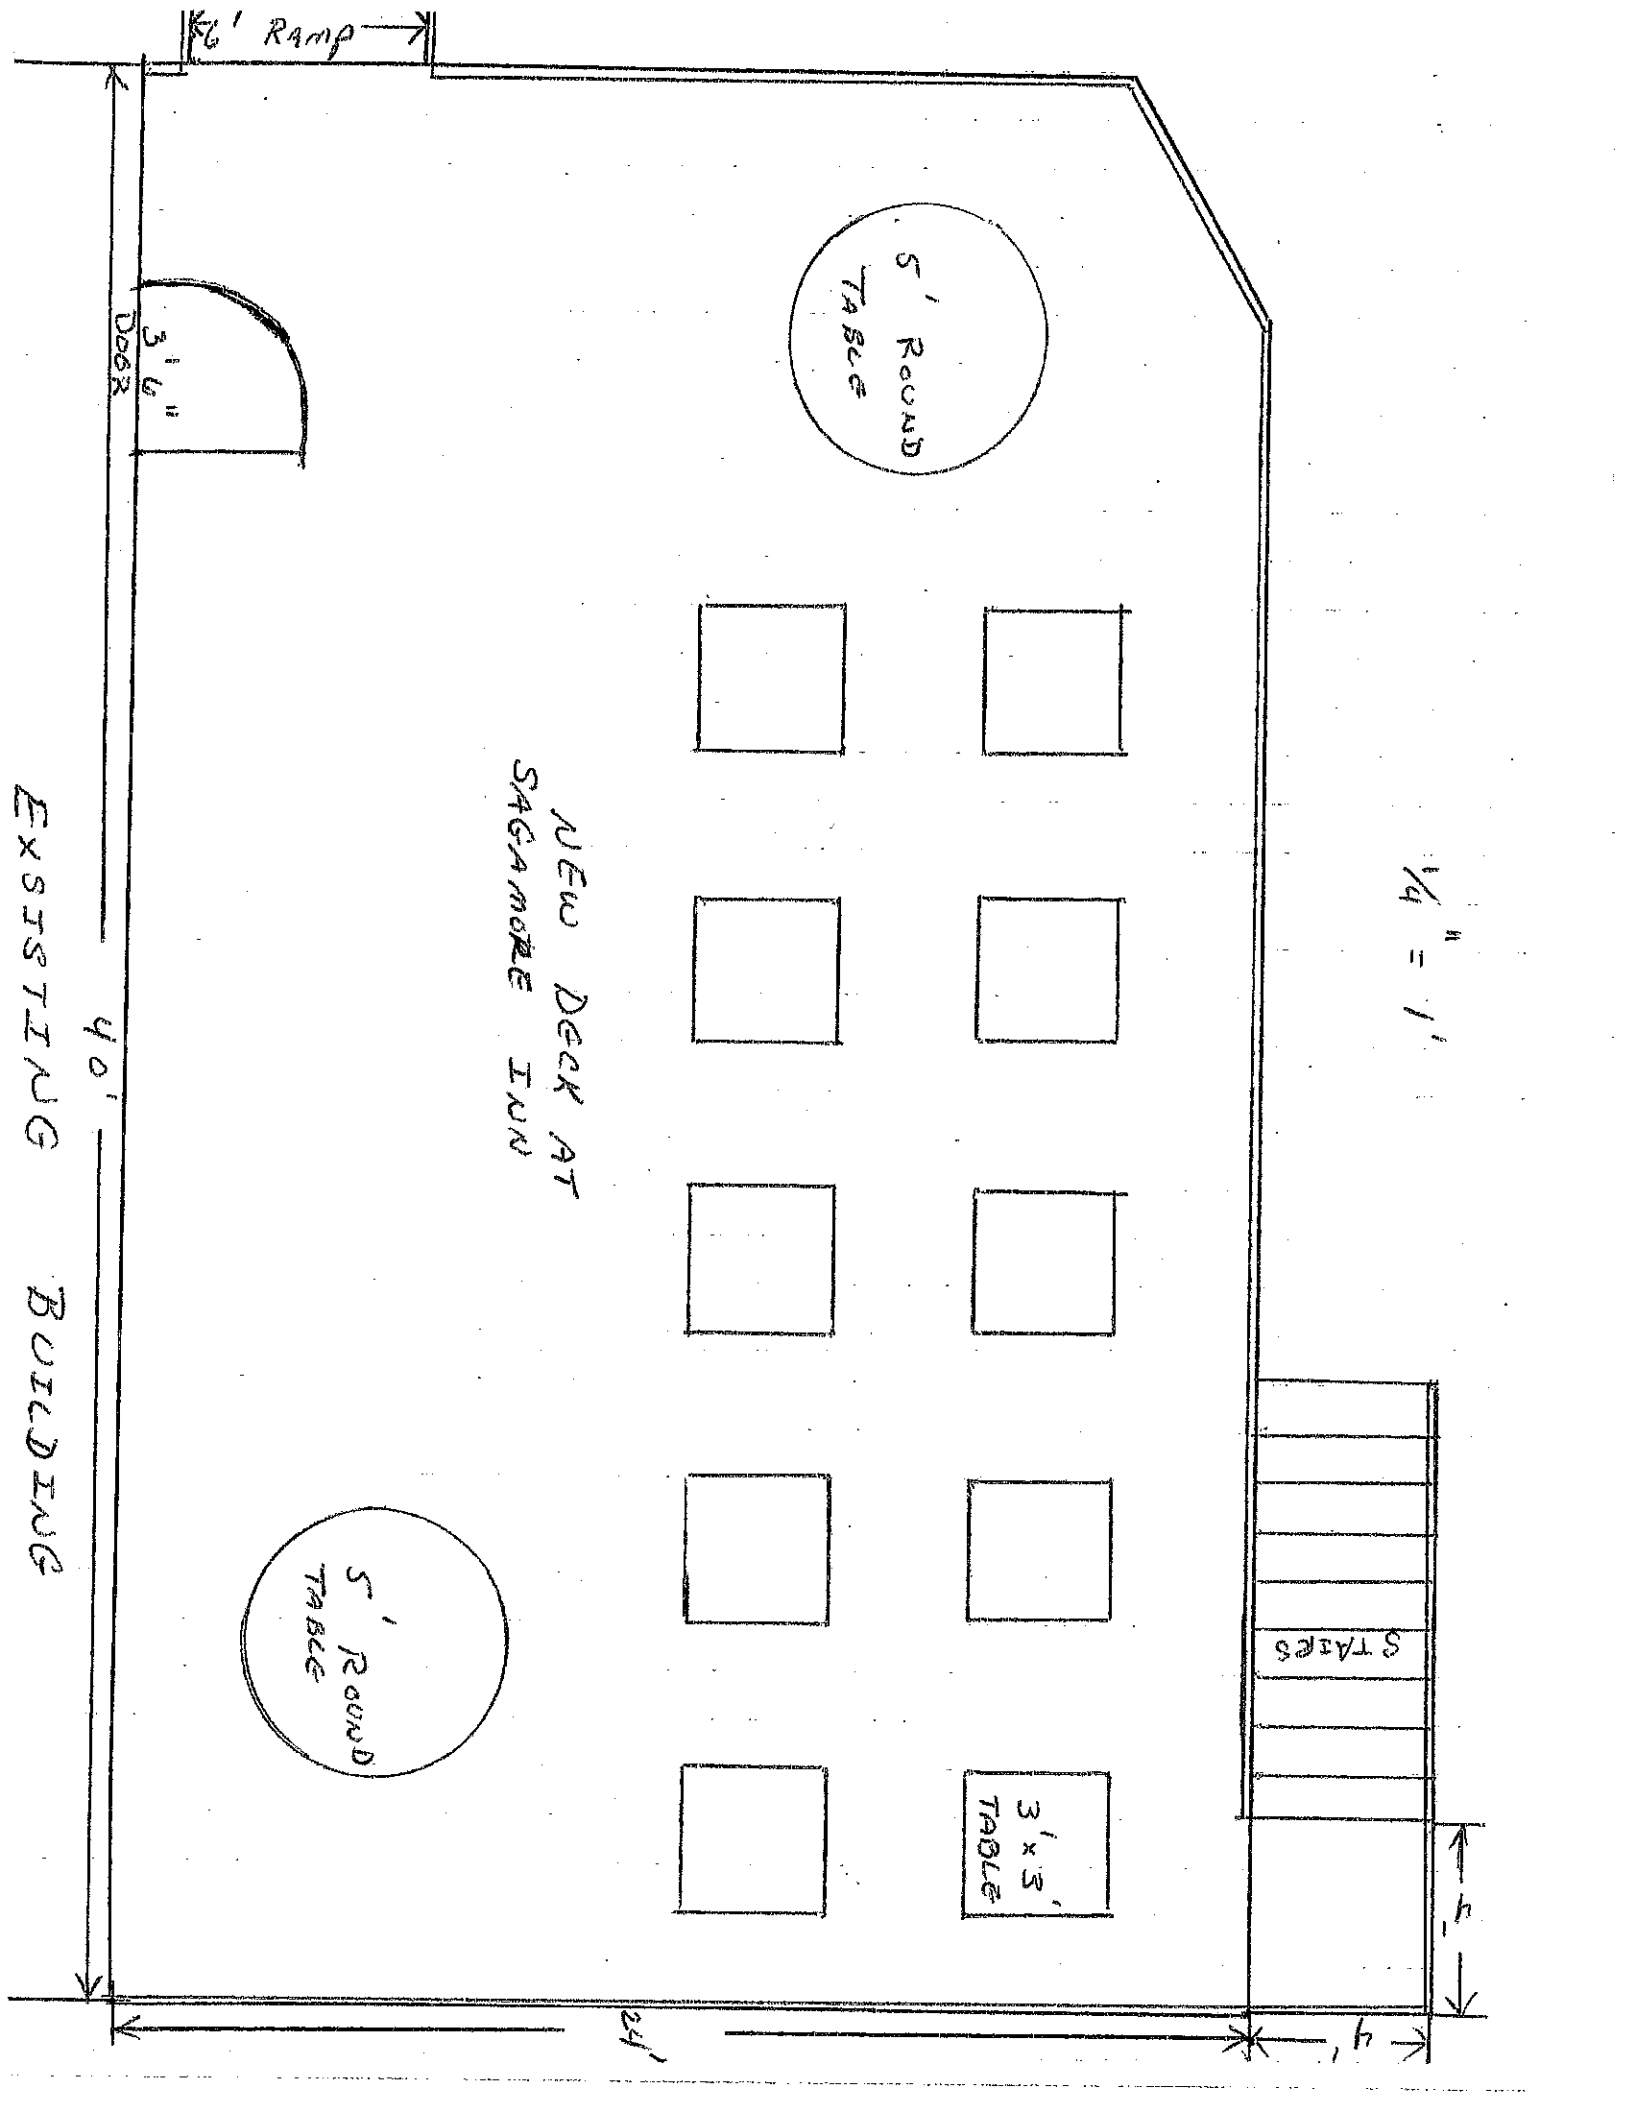 6' RAMP
1/4" = 1'
5' ROUND
TABLE
3' 6"
DOOR
NEW DECK AT
SAGAMORE INN
40'
EXSISTING BUILDING
STAIRS
3' x 3'
TABLE
5' ROUND
TABLE
4'
24'
4'